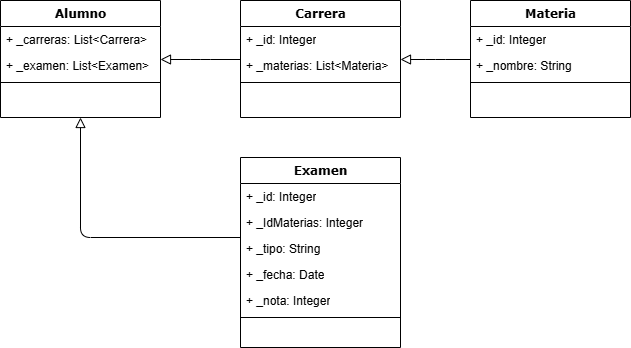 Alumno
+ _carreras: List<Carrera>
+ _examen: List<Examen>
Carrera
+ _id: Integer
+ _materias: List<Materia>
Materia
+ _id: Integer
+ _nombre: String
Examen
+ _id: Integer
+ _IdMaterias: Integer
+ _tipo: String
+ _fecha: Date
+ _nota: Integer